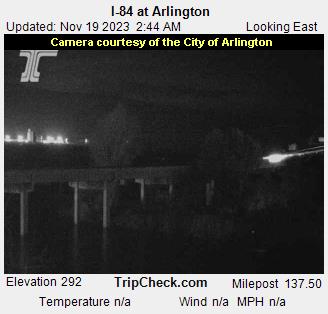 I-84 at Arlington
Updated: Nov 19 2023 2:44 AM Looking East
Camera courtesy of the City of Arlington
Elevation 292 TripCheck.com Milepost 137.50
Temperature n/a Wind n/a MPH n/a